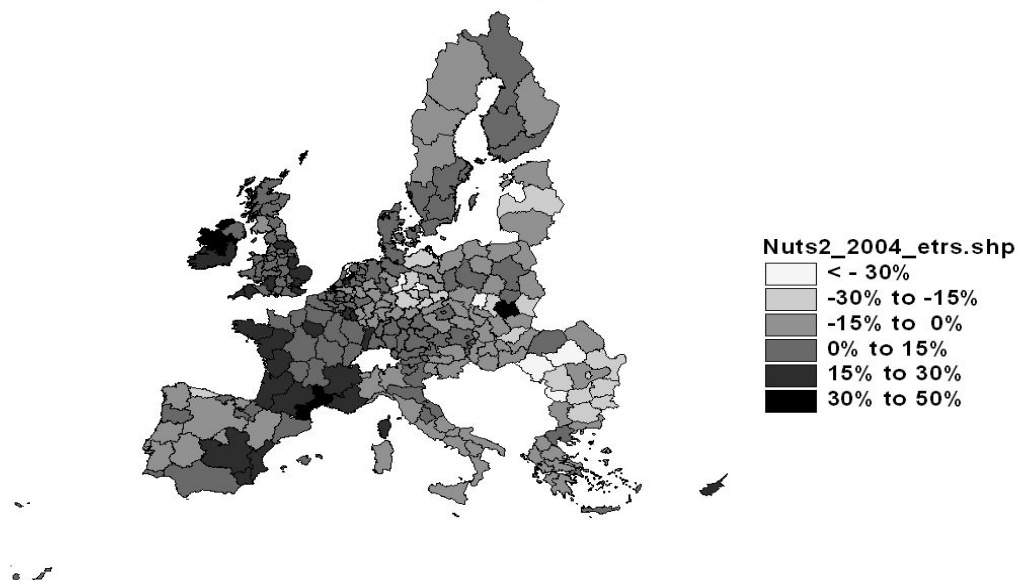 Nuts2_2004_etrs.shp
< - 30%
-30% to -15%
-15% to 0%
0% to 15%
15% to 30%
30% to 50%